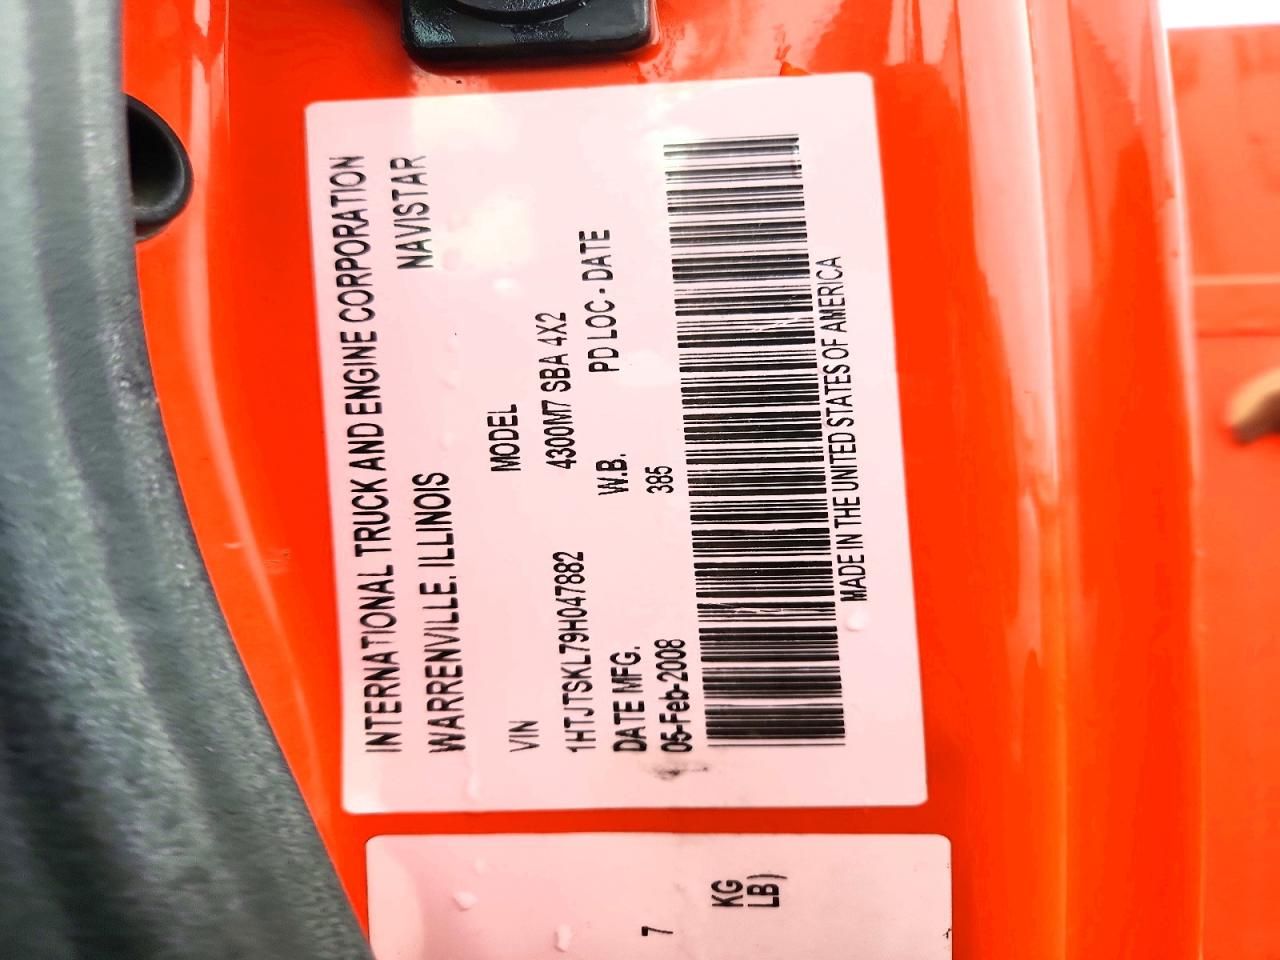 INTERNATIONAL TRUCK AND ENGINE CORPORATION
WARRENVILLE. ILLINOIS NAVISTAR
VIN MODEL
1HTJTSKL79H047882 4300M7 SBA 4X2
DATE MFG. W.B. PD LOC - DATE
05-Feb-2008 385
MADE IN THE UNITED STATES OF AMERICA
7
KG
LB)